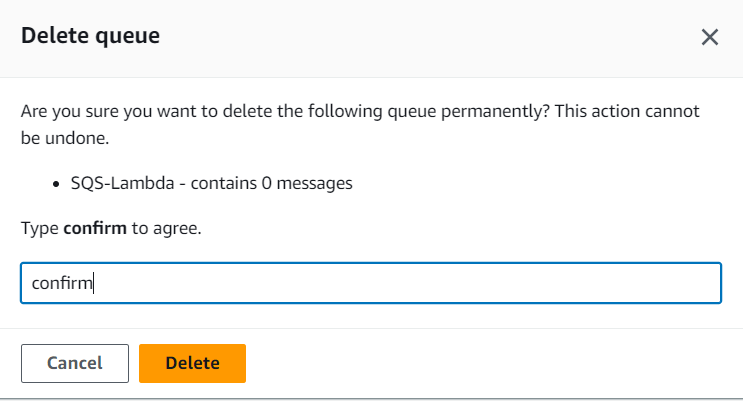 Delete queue
Are you sure you want to delete the following queue permanently? This action cannot
be undone.
• SQS-Lambda - contains 0 messages
Type confirm to agree.
confirm
Cancel Delete